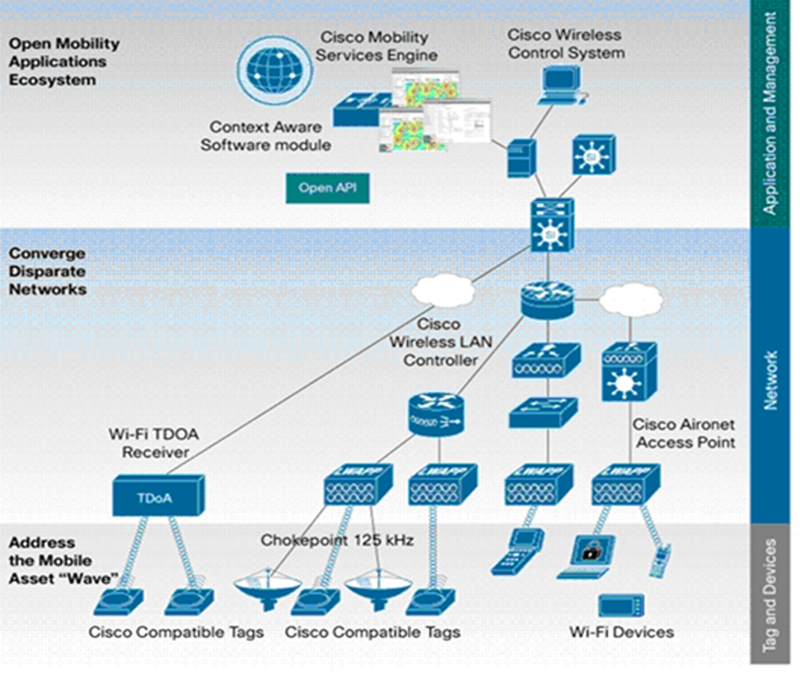 Open Mobility
Applications
Ecosystem
Cisco Mobility
Services Engine
Cisco Wireless
Control System
Context Aware
Software module
Open API
SI
SI
Application and Management
Converge
Disparate
Networks
Cisco
Wireless LAN
Controller
Cisco Aironet
Access Point
Wi-Fi TDOA
Receiver
TDoA
LWAPP
LWAPP
LWAPP
LWAPP
Network
Address
the Mobile
Asset “Wave”
Chokepoint 125 kHz
Cisco Compatible Tags
Cisco Compatible Tags
Wi-Fi Devices
Tag and Devices